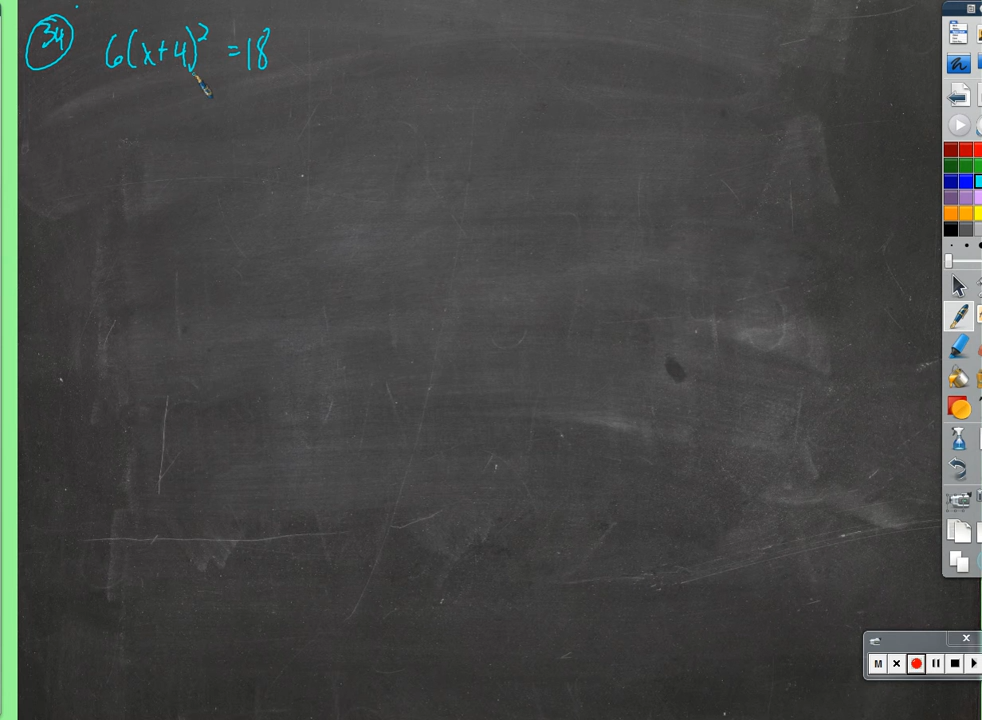 34 6(x+4)² = 18
M